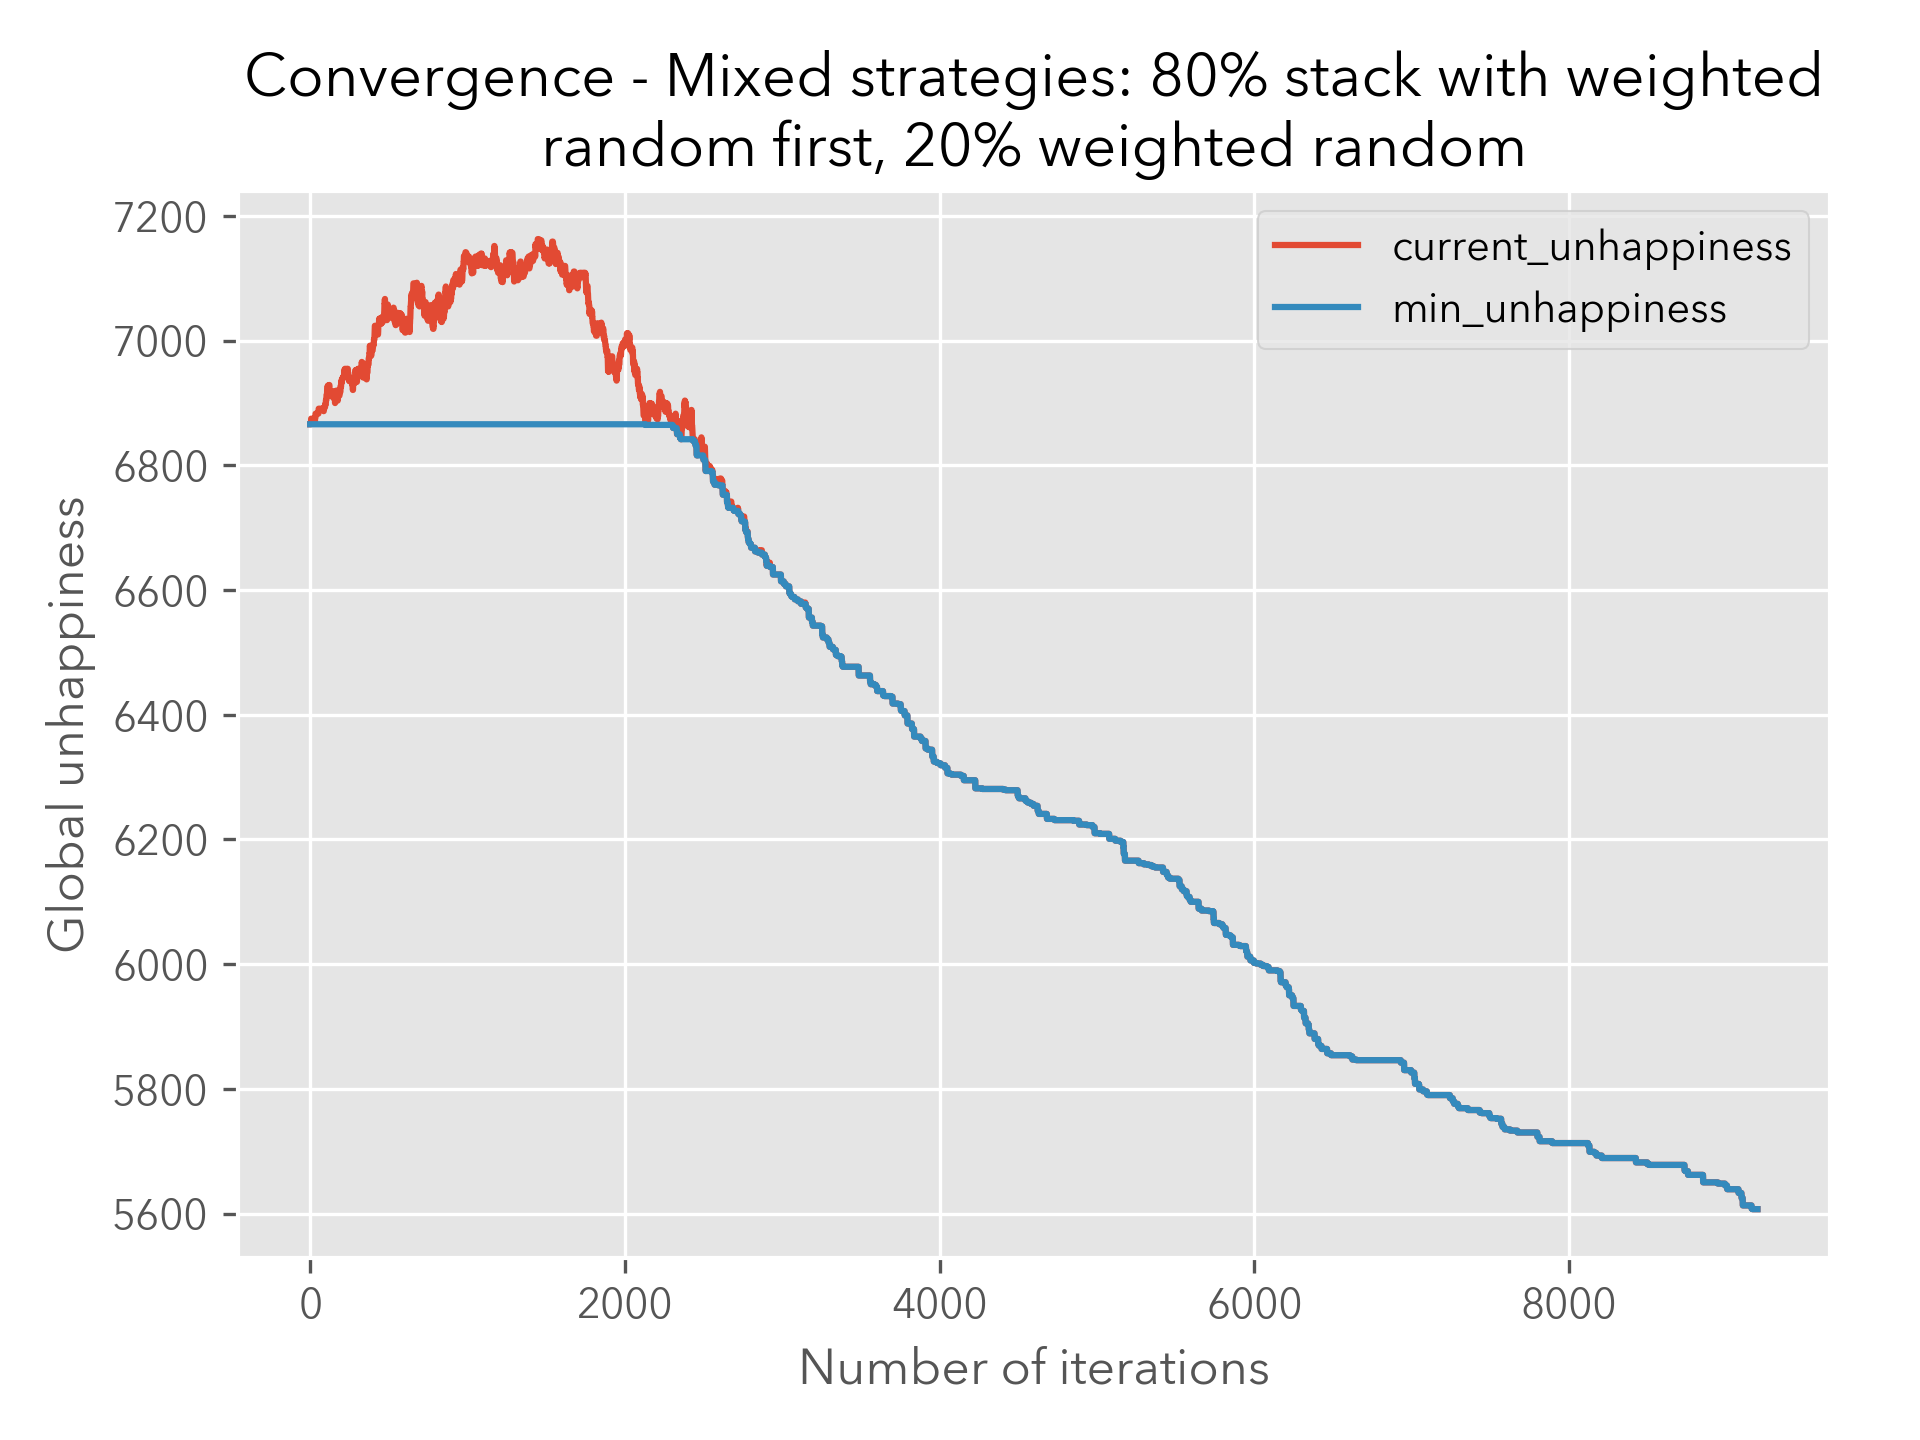 Convergence - Mixed strategies: 80% stack with weighted
random first, 20% weighted random
current_unhappiness
min_unhappiness
Global unhappiness
7200
7000
6800
6600
6400
6200
6000
5800
5600
0
2000
4000
6000
8000
Number of iterations